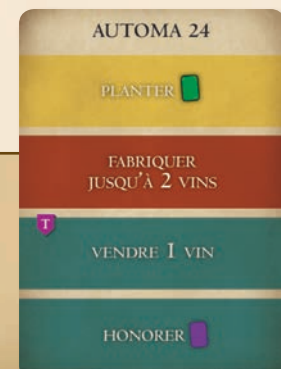 AUTOMA 24
PLANTER
FABRIQUER
JUSQU'À 2 VINS
T
VENDRE 1 VIN
HONORER